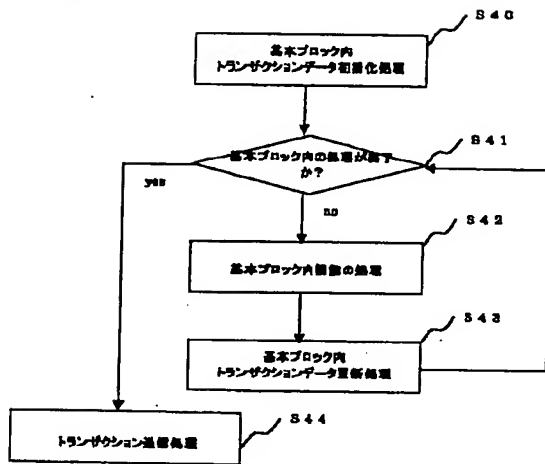 S40
基本ブロック内
トランザクションデータ初期化処理
S41
基本ブロック内の処理が終了
か?
yes
no
S42
基本ブロック内機能の処理
S43
基本ブロック内
トランザクションデータ更新処理
S44
トランザクション送信処理